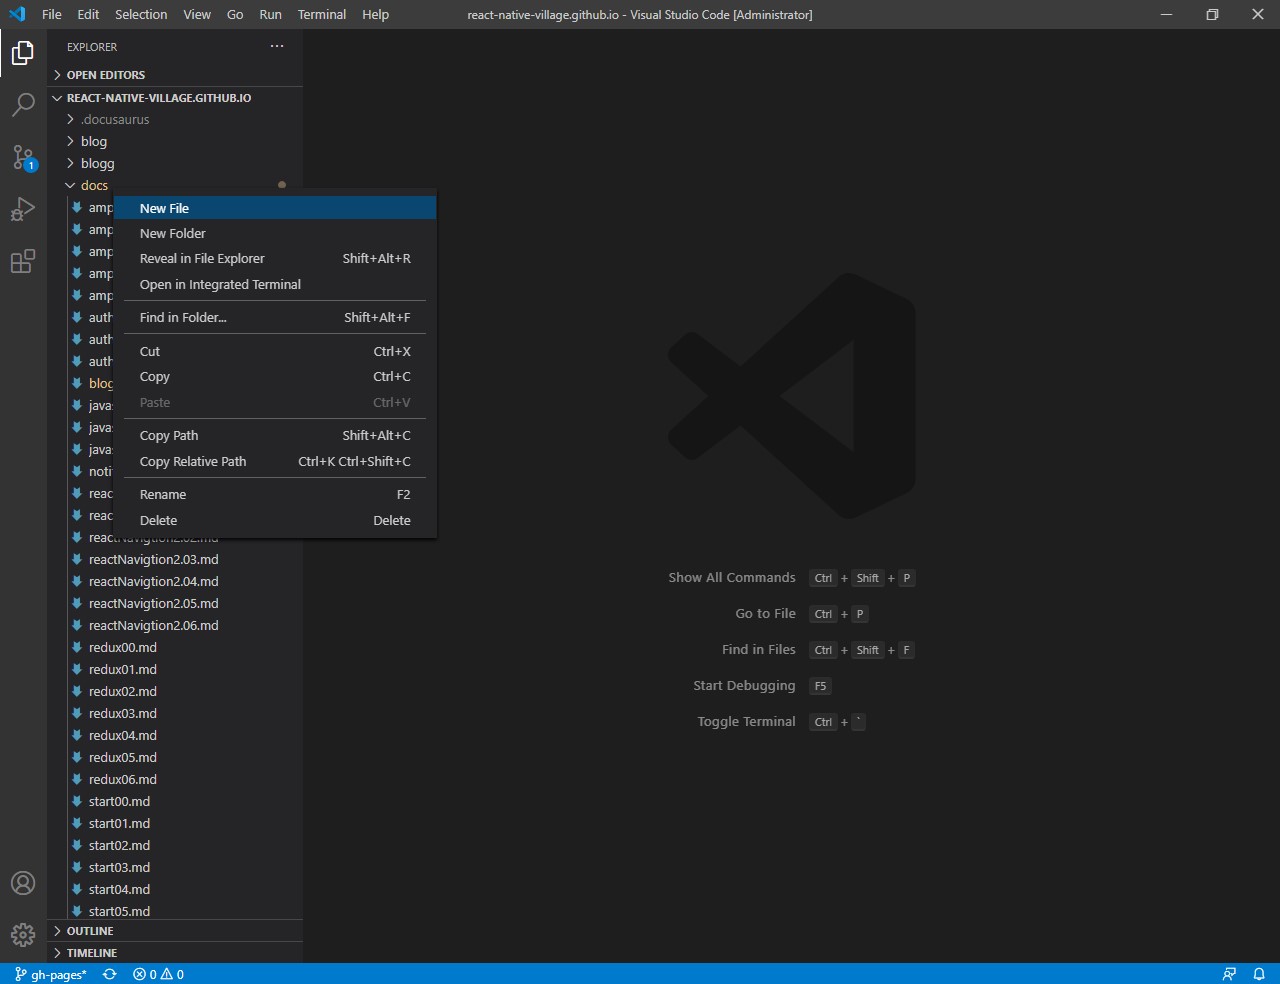 File Edit Selection View Go Run Terminal Help
react-native-village.github.io - Visual Studio Code [Administrator]
EXPLORER
OPEN EDITORS
REACT-NATIVE-VILLAGE.GITHUB.IO
.docusaurus
blog
blogg
docs
New File
New Folder
Reveal in File Explorer Shift+Alt+R
Open in Integrated Terminal
Find in Folder... Shift+Alt+F
Cut Ctrl+X
Copy Ctrl+C
Paste Ctrl+V
Copy Path Shift+Alt+C
Copy Relative Path Ctrl+K Ctrl+Shift+C
Rename F2
Delete Delete
amp
amp
amp
amp
amp
auth
auth
auth
blog
javas
javas
javas
noti
reac
reac
reactNavigtion2.02.md
reactNavigtion2.03.md
reactNavigtion2.04.md
reactNavigtion2.05.md
reactNavigtion2.06.md
redux00.md
redux01.md
redux02.md
redux03.md
redux04.md
redux05.md
redux06.md
start00.md
start01.md
start02.md
start03.md
start04.md
start05.md
OUTLINE
TIMELINE
1
Show All Commands Ctrl + Shift + P
Go to File Ctrl + P
Find in Files Ctrl + Shift + F
Start Debugging F5
Toggle Terminal Ctrl + `
gh-pages* 0 0